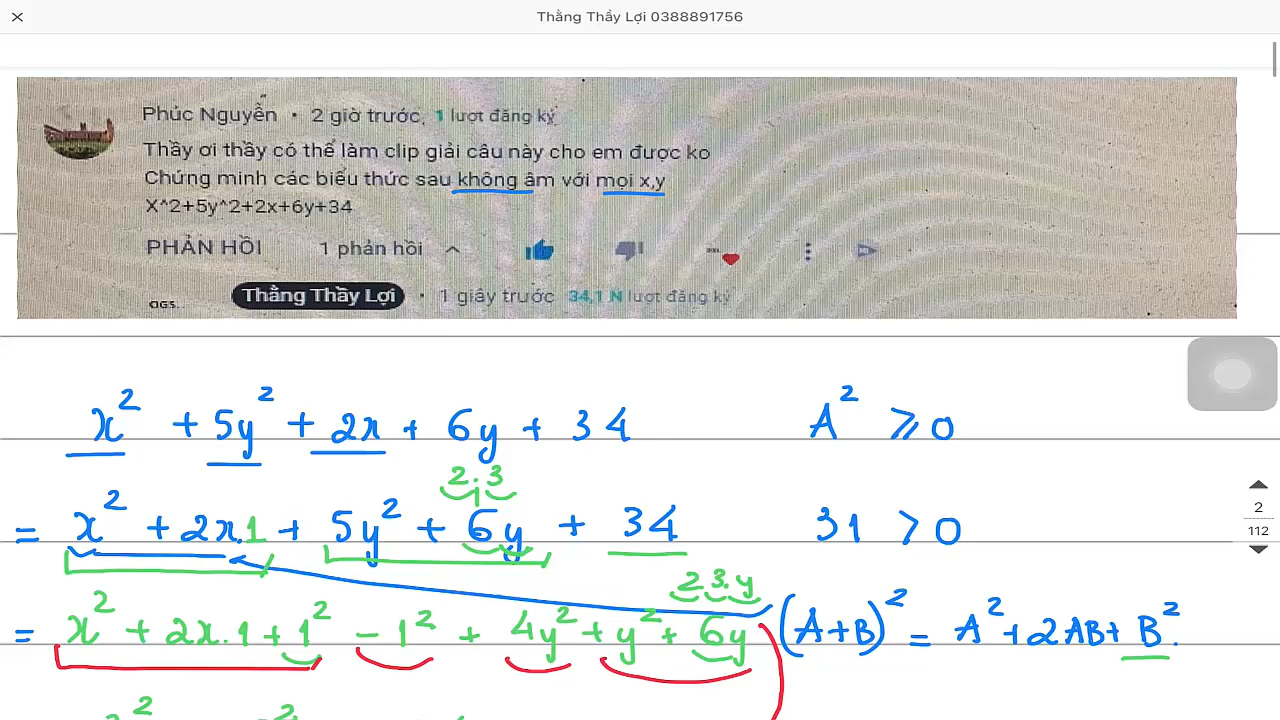 Thằng Thầy Lợi 0388891756
Phúc Nguyễn • 2 giờ trước, 1 lượt đăng ký
Thầy ơi thầy có thể làm clip giải câu này cho em được ko
Chứng minh các biểu thức sau không âm với mọi x,y
X^2+5y^2+2x+6y+34
PHẢN HỒI 1 phản hồi
Thằng Thầy Lợi • 1 giây trước 34,1 N lượt đăng ký
x² + 5y² + 2x + 6y + 34 A² ⩾ 0
2.3
= x² + 2x.1 + 5y² + 6y + 34 31 > 0
2.3.y
= x² + 2x.1 + 1² - 1² + 4y² + y² + 6y (A+B)² = A² + 2AB + B².
2
112